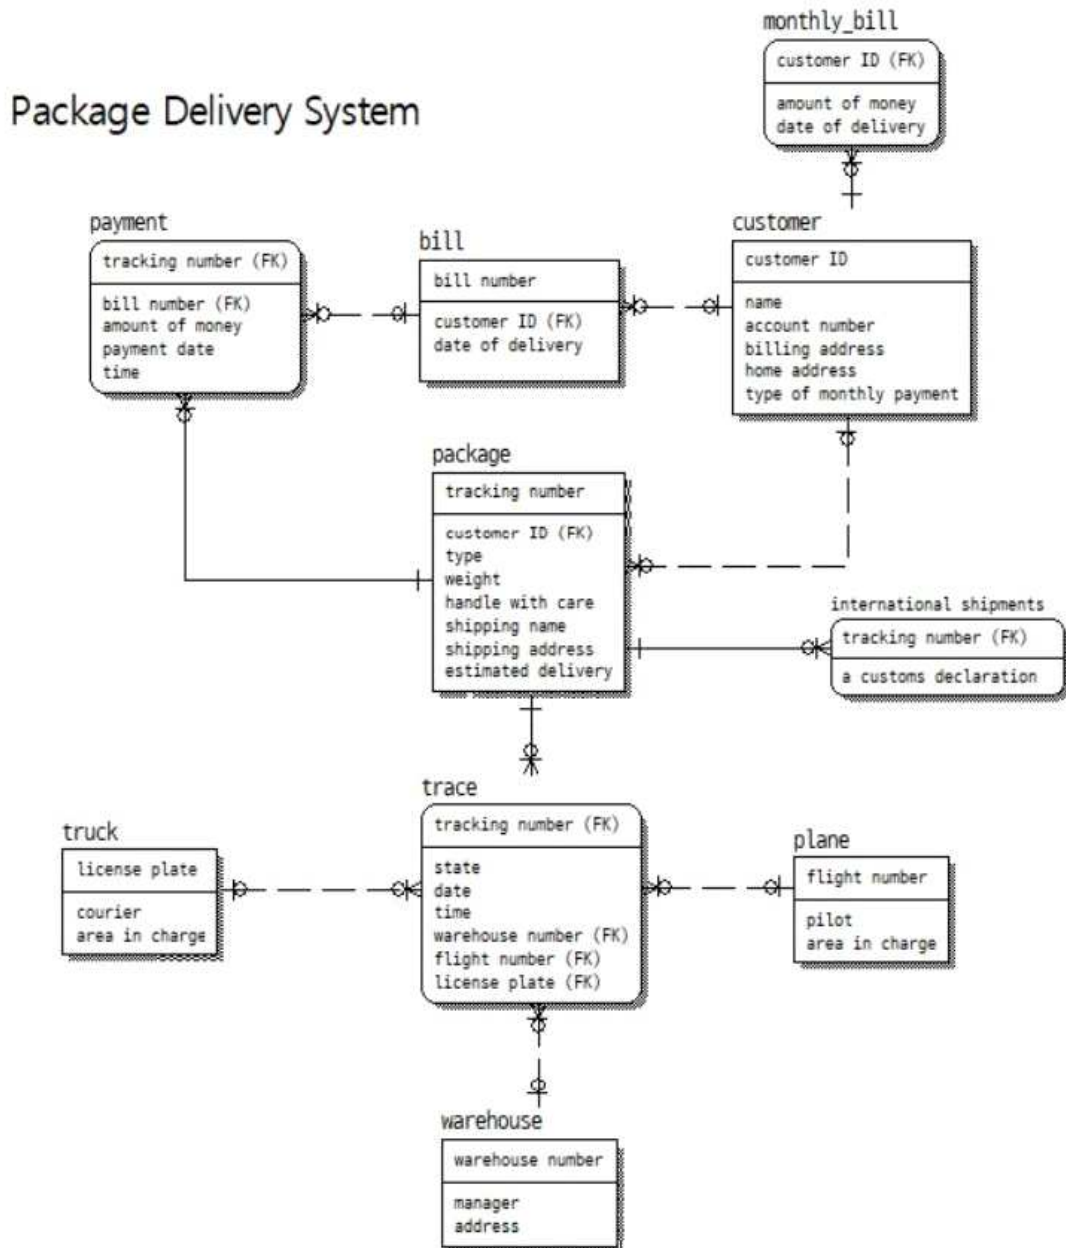 monthly_bill
customer ID (FK)
amount of money
date of delivery
Package Delivery System
payment
tracking number (FK)
bill number (FK)
amount of money
payment date
time
bill
bill number
customer ID (FK)
date of delivery
customer
customer ID
name
account number
billing address
home address
type of monthly payment
package
tracking number
customer ID (FK)
type
weight
handle with care
shipping name
shipping address
estimated delivery
international shipments
tracking number (FK)
a customs declaration
trace
tracking number (FK)
state
date
time
warehouse number (FK)
flight number (FK)
license plate (FK)
truck
license plate
courier
area in charge
plane
flight number
pilot
area in charge
warehouse
warehouse number
manager
address